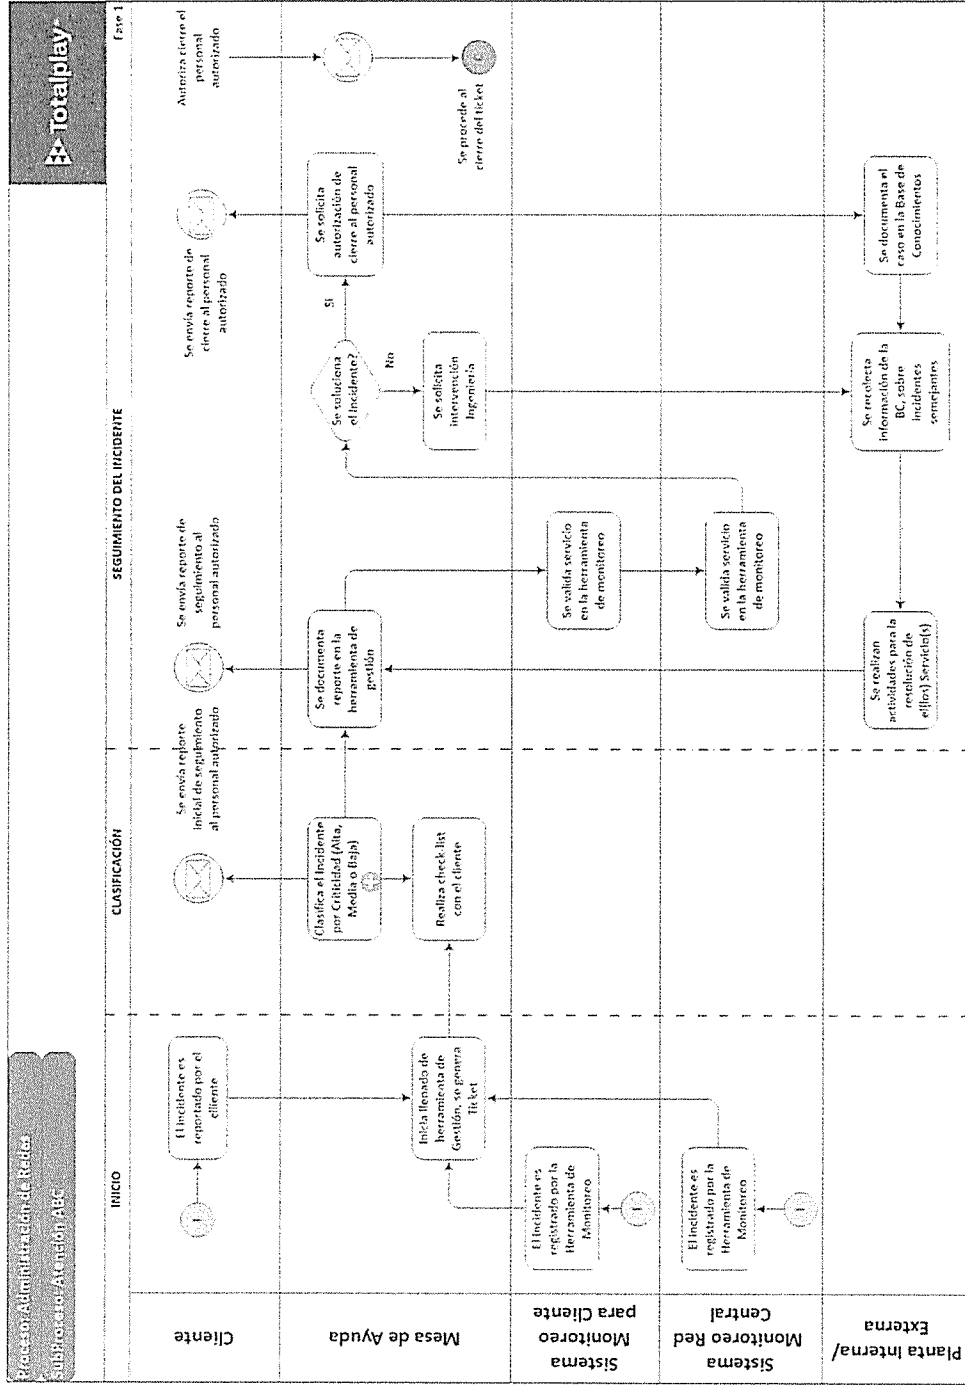 Proceso: Administración de Redes
Subproceso: Atención ABC
Totalplay
INICIO
CLASIFICACIÓN
SEGUIMIENTO DEL INCIDENTE
Fase 1
Cliente
El incidente es
reportado por el
cliente
Se envía reporte
inicial de seguimiento
al personal autorizado
Se envía reporte de
seguimiento al
personal autorizado
Se envía reporte de
cierre al personal
autorizado
Autoriza cierre el
personal
autorizado
Mesa de Ayuda
Inicia llenado de
herramienta de
Gestión, se genera
Ticket
Clasifica el Incidente
por Criticidad (Alta,
Media o Baja)
Realiza check-list
con el cliente
Se documenta
reporte en la
herramienta de
gestión
Se soluciona
el Incidente?
Si
No
Se solicita
intervención
Ingeniería
Se solicita
autorización de
cierre al personal
autorizado
Se procede al
cierre del ticket
Sistema
Monitoreo
para Cliente
El incidente es
registrado por la
Herramienta de
Monitoreo
Se valida servicio
en la herramienta
de monitoreo
Sistema
Monitoreo Red
Central
El incidente es
registrado por la
Herramienta de
Monitoreo
Se valida servicio
en la herramienta
de monitoreo
Planta Interna/
Externa
Se realizan
actividades para la
resolución de
el(los) Servicio(s)
Se recolecta
información de la
BC, sobre
incidentes
semejantes
Se documenta el
caso en la Base de
Conocimientos